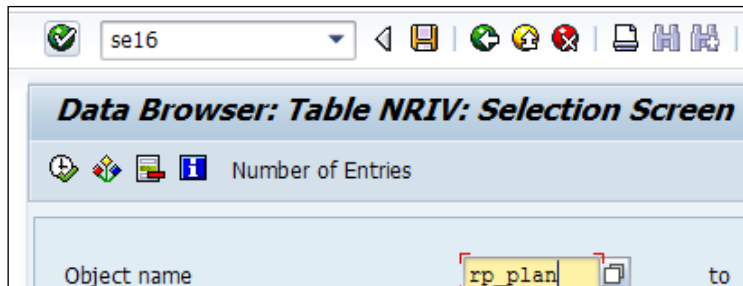 se16
Data Browser: Table NRIV: Selection Screen
Number of Entries
Object name rp_plan to